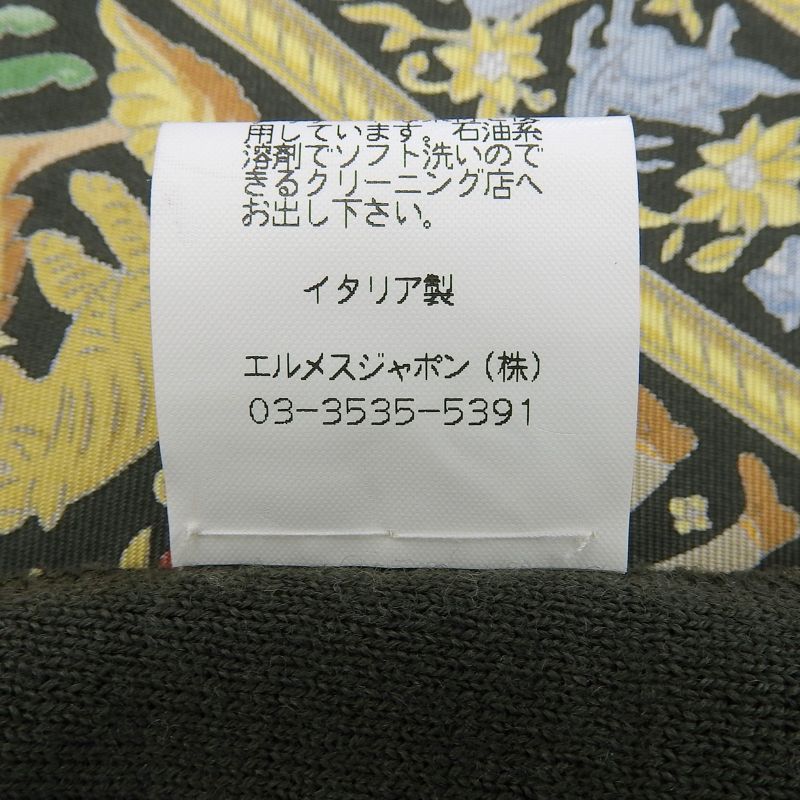 用しています。石油系
溶剤でソフト洗いので
きるクリーニング店へ
お出し下さい。
イタリア製
エルメスジャポン（株）
03-3535-5391